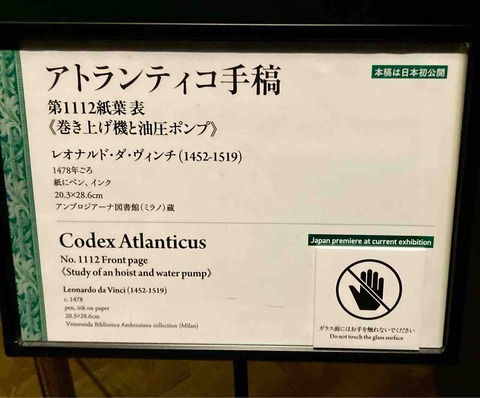 アトランティコ手稿
本稿は日本初公開
第1112紙葉 表
《巻き上げ機と油圧ポンプ》
レオナルド・ダ・ヴィンチ(1452-1519)
1478年ごろ
紙にペン、インク
20.3×28.6cm
アンブロジアーナ図書館(ミラノ)蔵
Codex Atlanticus
Japan premiere at current exhibition
No. 1112 Front page
《Study of an hoist and water pump》
Leonardo da Vinci (1452-1519)
c. 1478
pen, ink on paper
20.3×28.6cm
Veneranda Biblioteca Ambrosiana collection (Milan)
ガラス面にはお手を触れないでください
Do not touch the glass surface